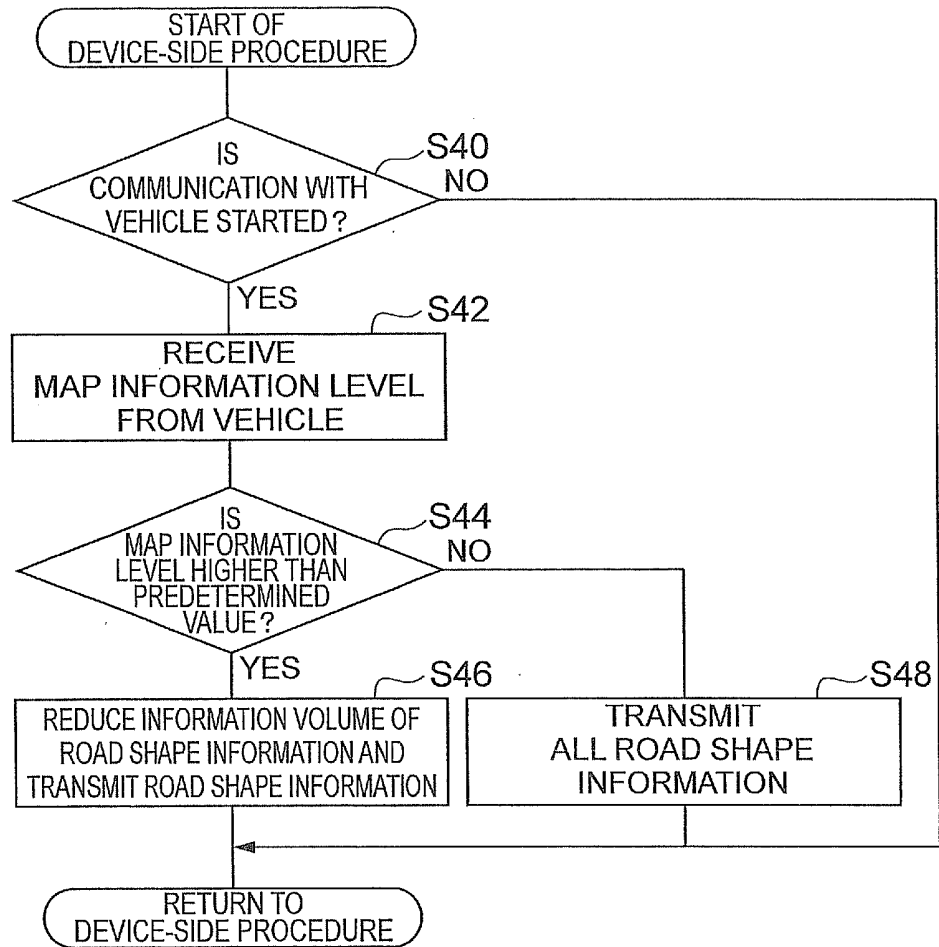 START OF
DEVICE-SIDE PROCEDURE
S40
IS
COMMUNICATION WITH
VEHICLE STARTED?
NO
YES
S42
RECEIVE
MAP INFORMATION LEVEL
FROM VEHICLE
S44
IS
MAP INFORMATION
LEVEL HIGHER THAN
PREDETERMINED
VALUE?
NO
YES
S46
REDUCE INFORMATION VOLUME OF
ROAD SHAPE INFORMATION AND
TRANSMIT ROAD SHAPE INFORMATION
S48
TRANSMIT
ALL ROAD SHAPE
INFORMATION
RETURN TO
DEVICE-SIDE PROCEDURE